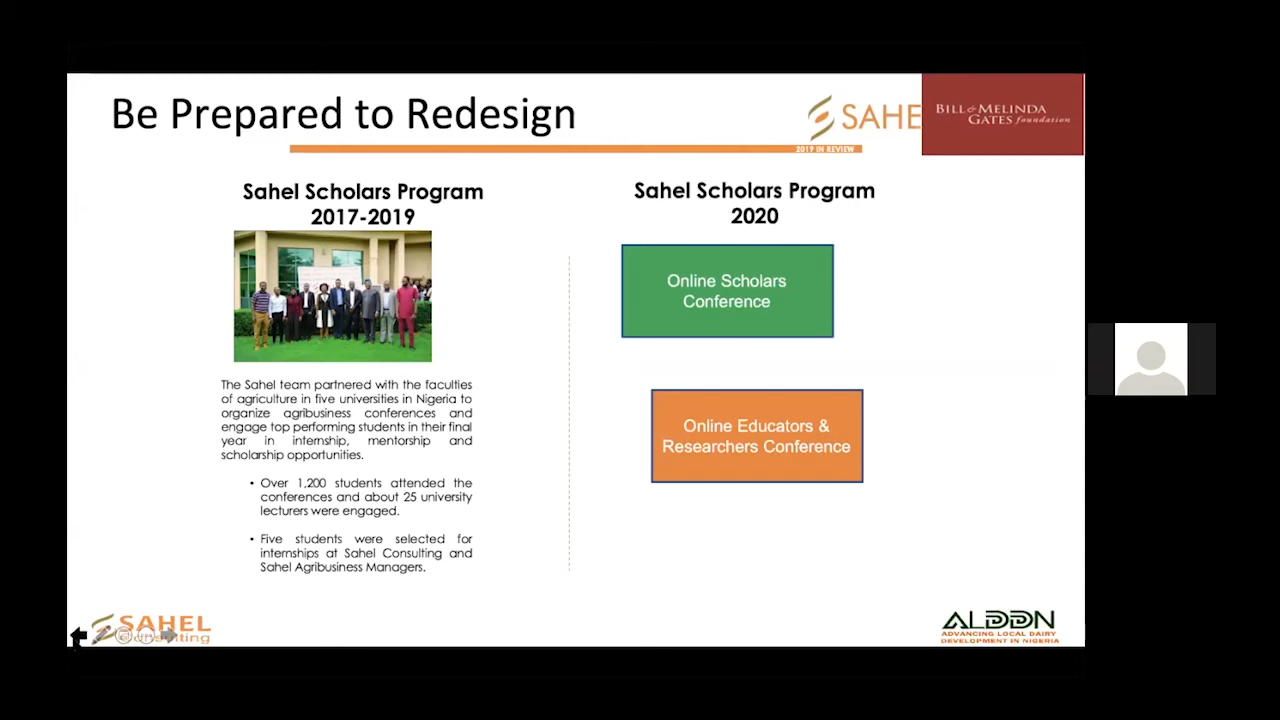 Be Prepared to Redesign
SAHE
BILL & MELINDA
GATES foundation
2019 IN REVIEW
Sahel Scholars Program
2017-2019
The Sahel team partnered with the faculties
of agriculture in five universities in Nigeria to
organize agribusiness conferences and
engage top performing students in their final
year in internship, mentorship and
scholarship opportunities.
• Over 1,200 students attended the
conferences and about 25 university
lecturers were engaged.
• Five students were selected for
internships at Sahel Consulting and
Sahel Agribusiness Managers.
Sahel Scholars Program
2020
Online Scholars
Conference
Online Educators &
Researchers Conference
SAHEL
ALDDN
ADVANCING LOCAL DAIRY
DEVELOPMENT IN NIGERIA